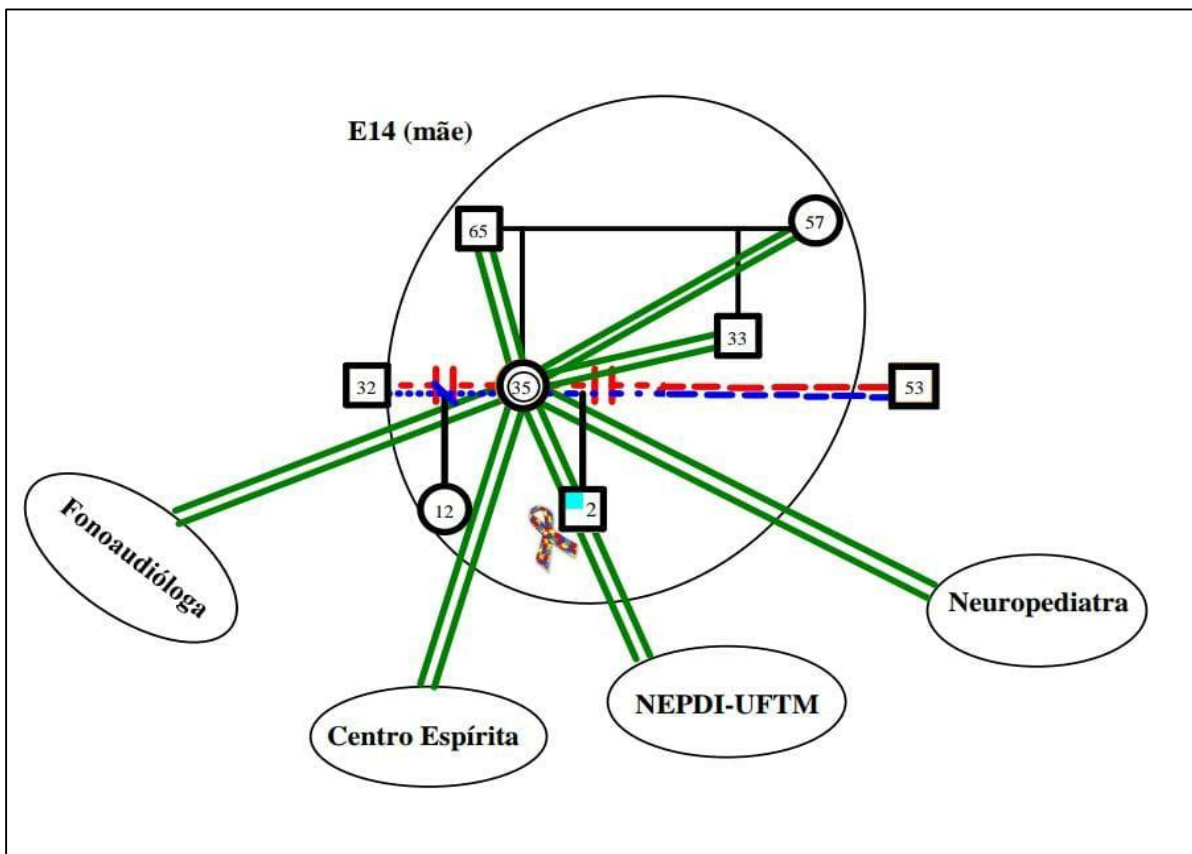 E14 (mãe)
65
57
33
32
35
53
12
2
Fonoaudióloga
Neuropediatra
NEPDI-UFTM
Centro Espírita